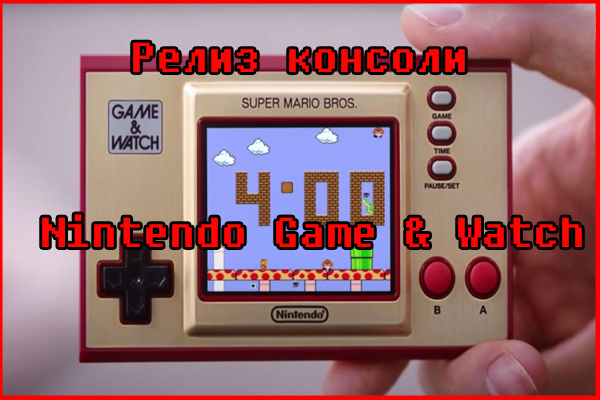 Релиз консоли
SUPER MARIO BROS.
GAME
&
WATCH
GAME
TIME
PAUSE/SET
4:00
Nintendo Game & Watch
Nintendo
B A